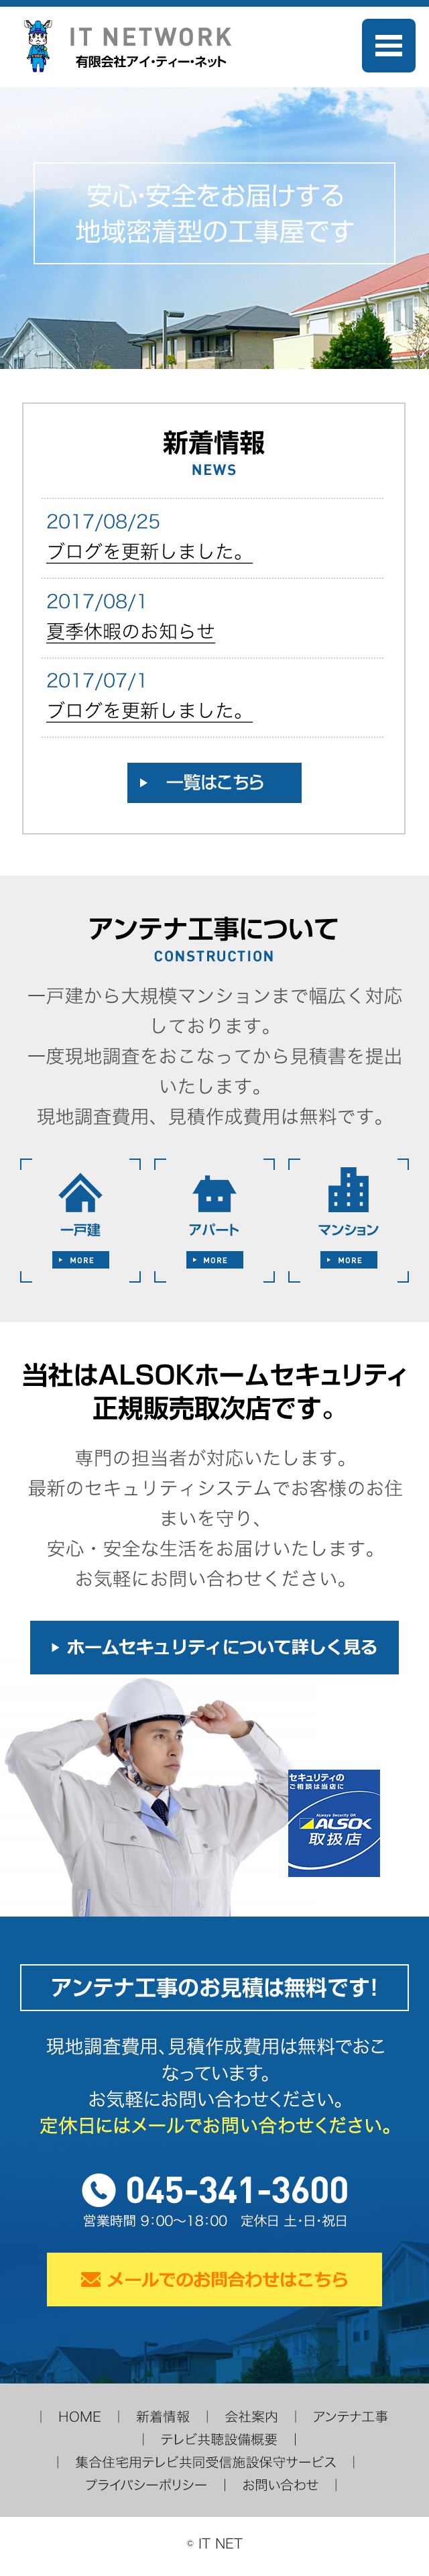 IT NETWORK
有限会社アイ・ティー・ネット
安心・安全をお届けする
地域密着型の工事屋です
新着情報
NEWS
2017/08/25
ブログを更新しました。
2017/08/1
夏季休暇のお知らせ
2017/07/1
ブログを更新しました。
一覧はこちら
アンテナ工事について
CONSTRUCTION
一戸建から大規模マンションまで幅広く対応
しております。
一度現地調査をおこなってから見積書を提出
いたします。
現地調査費用、見積作成費用は無料です。
一戸建 アパート マンション
MORE MORE MORE
当社はALSOKホームセキュリティ
正規販売取次店です。
専門の担当者が対応いたします。
最新のセキュリティシステムでお客様のお住
まいを守り、
安心・安全な生活をお届けいたします。
お気軽にお問い合わせください。
ホームセキュリティについて詳しく見る
セキュリティの
ご相談は当店に
Always Security OK
ALSOK
取扱店
アンテナ工事のお見積は無料です!
現地調査費用、見積作成費用は無料でおこ
なっています。
お気軽にお問い合わせください。
定休日にはメールでお問い合わせください。
045-341-3600
営業時間 9:00〜18:00 定休日 土・日・祝日
メールでのお問合わせはこちら
| HOME | 新着情報 | 会社案内 | アンテナ工事
| テレビ共聴設備概要 |
| 集合住宅用テレビ共同受信施設保守サービス |
プライバシーポリシー | お問い合わせ |
© IT NET